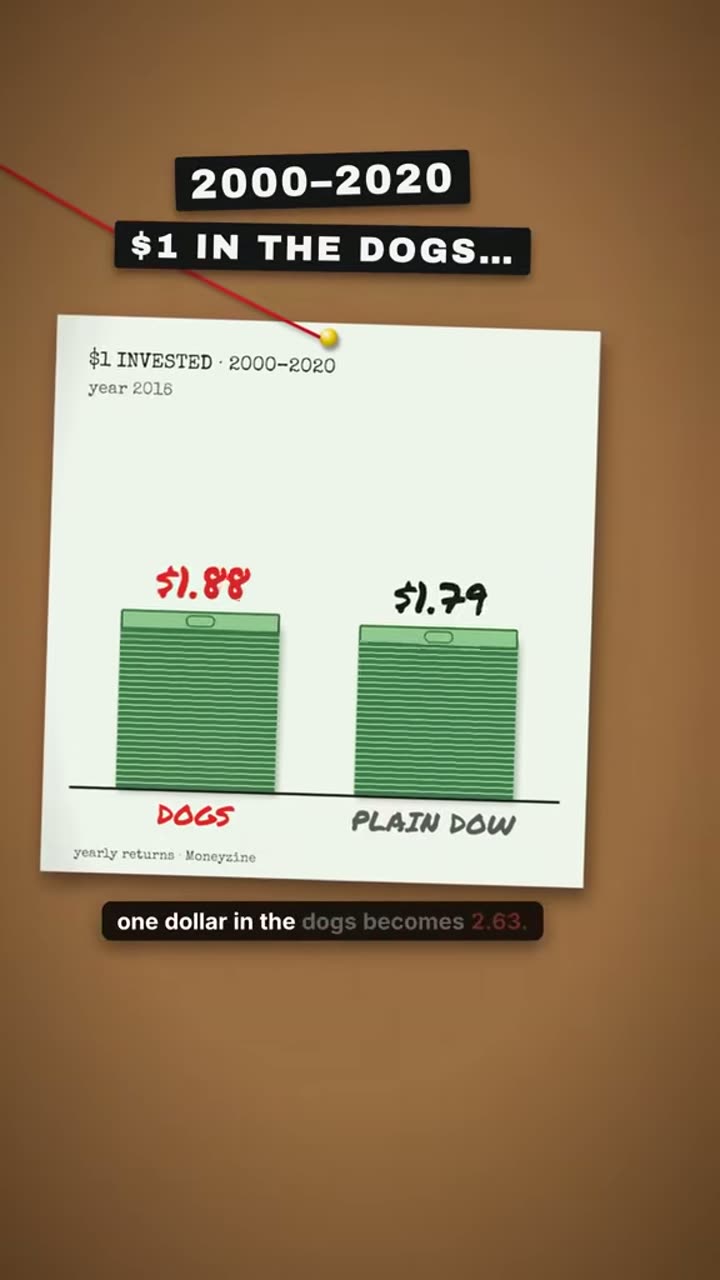 2000–2020
$1 IN THE DOGS...
$1 INVESTED · 2000–2020
year 2016
$1.88
$1.79
DOGS
PLAIN DOW
yearly returns · Moneyzine
one dollar in the dogs becomes 2.63.